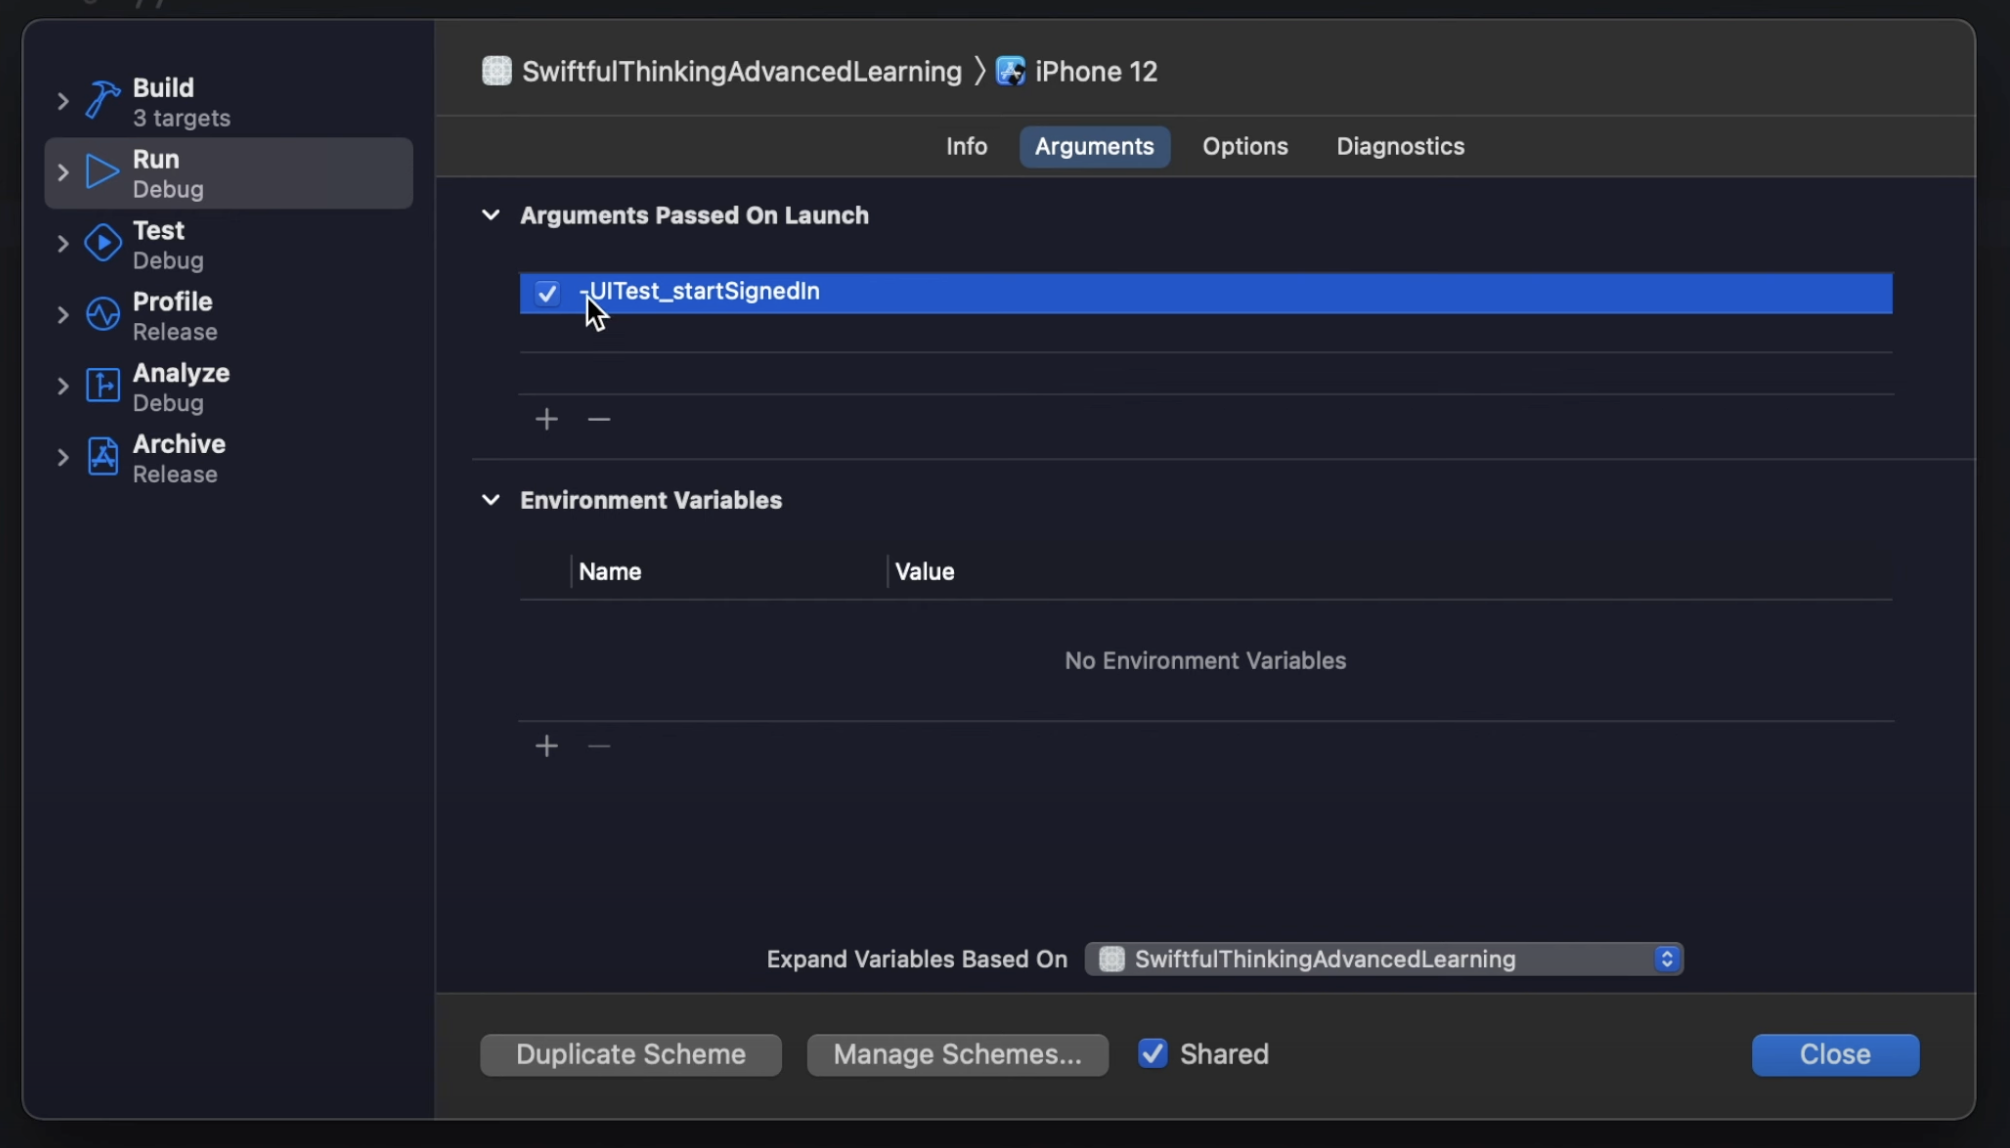 Build
3 targets
Run
Debug
Test
Debug
Profile
Release
Analyze
Debug
Archive
Release
SwiftfulThinkingAdvancedLearning 〉 iPhone 12
Info Arguments Options Diagnostics
Arguments Passed On Launch
-UITest_startSignedIn
Environment Variables
Name Value
No Environment Variables
Expand Variables Based On SwiftfulThinkingAdvancedLearning
Duplicate Scheme Manage Schemes... Shared Close